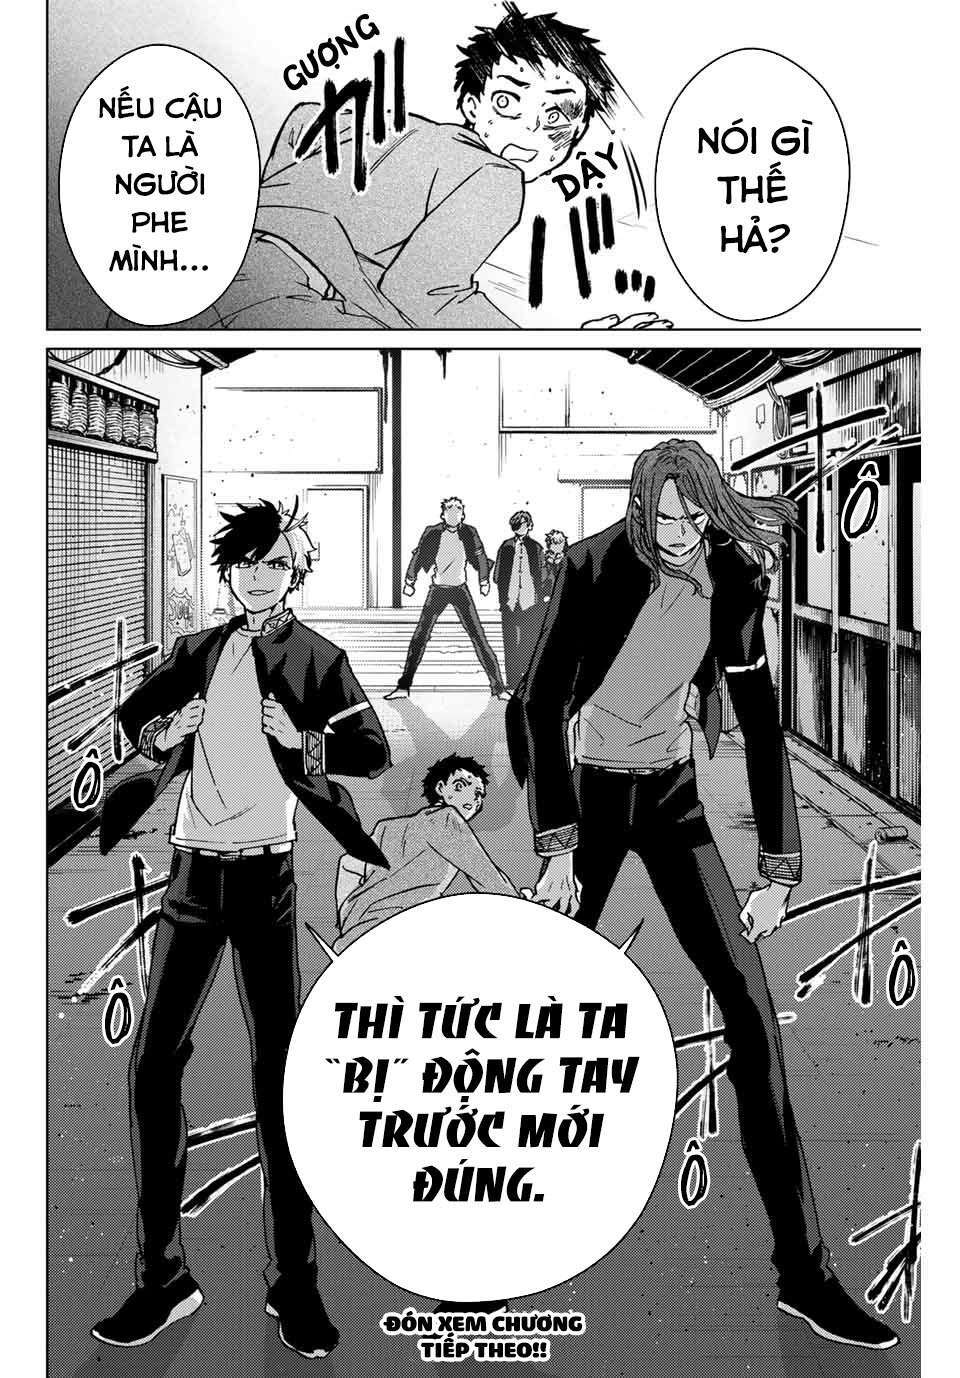 NÓI GÌ
THẾ
HẢ?
GƯỢNG
DẬY
NẾU CẬU
TA LÀ
NGƯỜI
PHE
MÌNH...
Ô
Ô
Ô
Ô
Ô
Ô
THÌ TỨC LÀ TA
"BỊ" ĐỘNG TAY
TRƯỚC MỚI
ĐÚNG.
ĐÓN XEM CHƯƠNG
TIẾP THEO!!